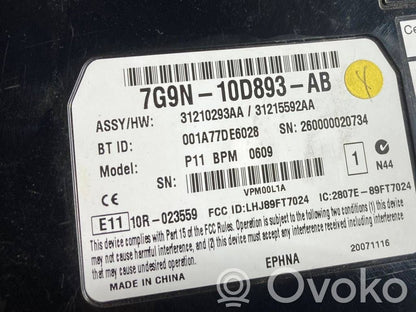 Ce
7G9N-10D893-AB
ASSY/HW: 31210293AA / 31215592AA
BT ID: 001A77DE6028 SN: 260000020734
Model: P11 BPM 0609
1 N44
CE VPM00L1A
E11 10R-023559 FCC ID:LHJ89FT7024 IC:2807E-89FT7024
This device complies with Part 15 of the FCC Rules. Operation is subject to the following two conditions: (1) this device
may not cause harmful interference, and (2) this device must accept any interference received, including interference
that may cause undesired operation.
EPHNA 20071116
MADE IN CHINA
Ovoko